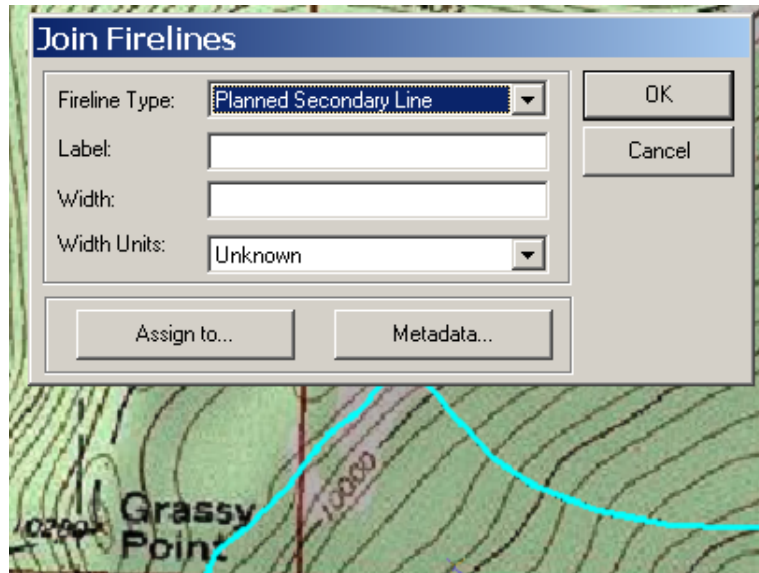 Join Firelines
Fireline Type: Planned Secondary Line
OK
Label:
Cancel
Width:
Width Units: Unknown
Assign to...
Metadata...
10000
Grassy
Point